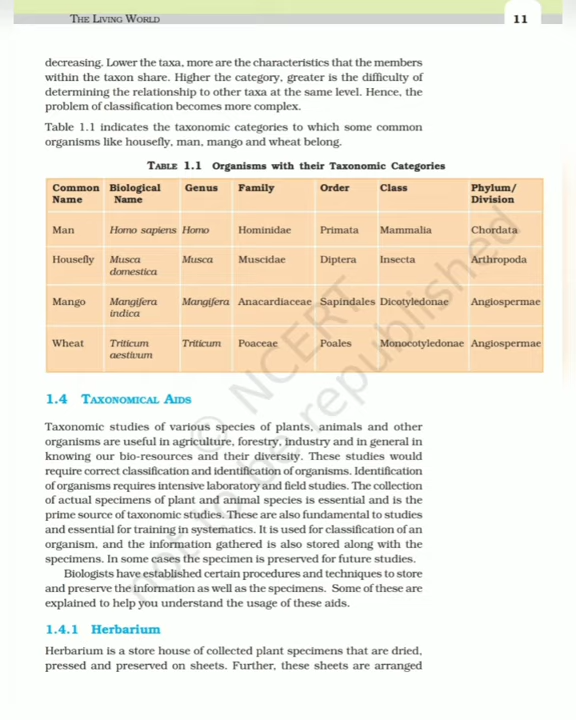 THE LIVING WORLD 11
decreasing. Lower the taxa, more are the characteristics that the members
within the taxon share. Higher the category, greater is the difficulty of
determining the relationship to other taxa at the same level. Hence, the
problem of classification becomes more complex.
Table 1.1 indicates the taxonomic categories to which some common
organisms like housefly, man, mango and wheat belong.
TABLE 1.1 Organisms with their Taxonomic Categories
Common Name Biological Name Genus Family Order Class Phylum/ Division
Man Homo sapiens Homo Hominidae Primata Mammalia Chordata
Housefly Musca domestica Musca Muscidae Diptera Insecta Arthropoda
Mango Mangifera indica Mangifera Anacardiaceae Sapindales Dicotyledonae Angiospermae
Wheat Triticum aestivum Triticum Poaceae Poales Monocotyledonae Angiospermae
1.4 TAXONOMICAL AIDS
Taxonomic studies of various species of plants, animals and other
organisms are useful in agriculture, forestry, industry and in general in
knowing our bio-resources and their diversity. These studies would
require correct classification and identification of organisms. Identification
of organisms requires intensive laboratory and field studies. The collection
of actual specimens of plant and animal species is essential and is the
prime source of taxonomic studies. These are also fundamental to studies
and essential for training in systematics. It is used for classification of an
organism, and the information gathered is also stored along with the
specimens. In some cases the specimen is preserved for future studies.
Biologists have established certain procedures and techniques to store
and preserve the information as well as the specimens. Some of these are
explained to help you understand the usage of these aids.
1.4.1 Herbarium
Herbarium is a store house of collected plant specimens that are dried,
pressed and preserved on sheets. Further, these sheets are arranged
© NCERT
not to be republished